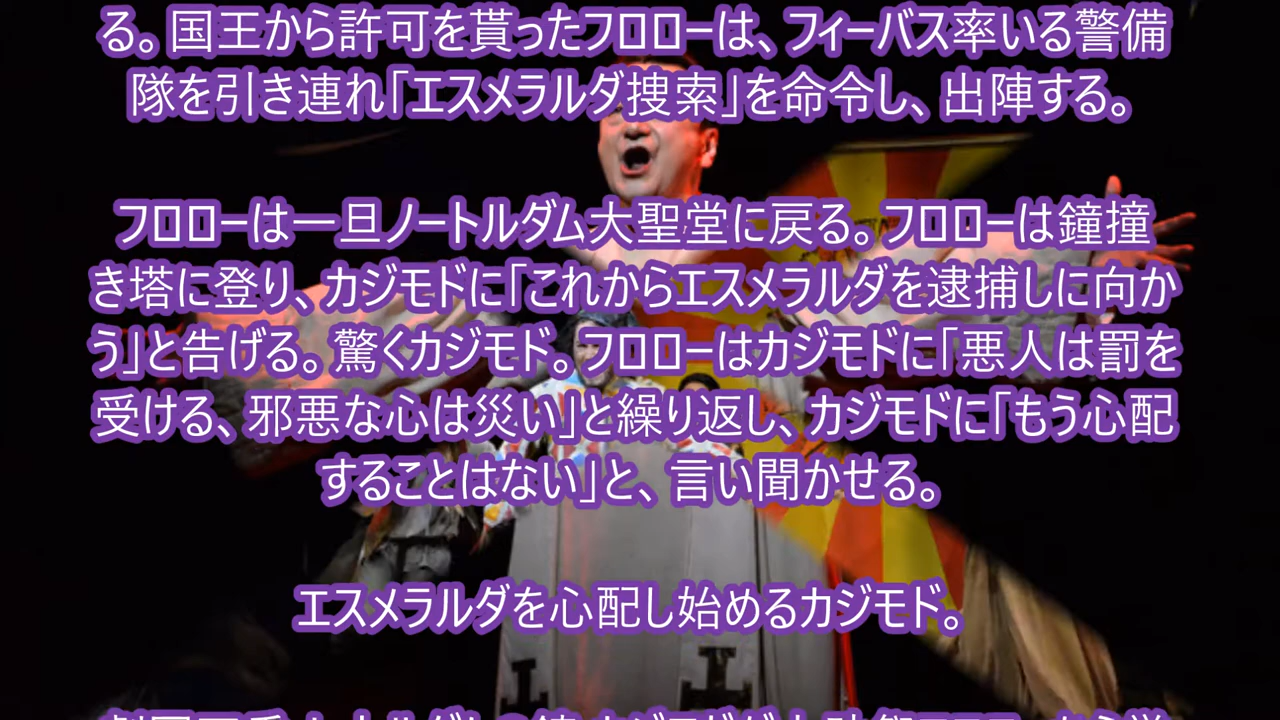 る。国王から許可を貰ったフロローは、フィーバス率いる警備
隊を引き連れ「エスメラルダ捜索」を命令し、出陣する。
フロローは一旦ノートルダム大聖堂に戻る。フロローは鐘撞
き塔に登り、カジモドに「これからエスメラルダを逮捕しに向か
う」と告げる。驚くカジモド。フロローはカジモドに「悪人は罰を
受ける、邪悪な心は災い」と繰り返し、カジモドに「もう心配
することはない」と、言い聞かせる。
エスメラルダを心配し始めるカジモド。